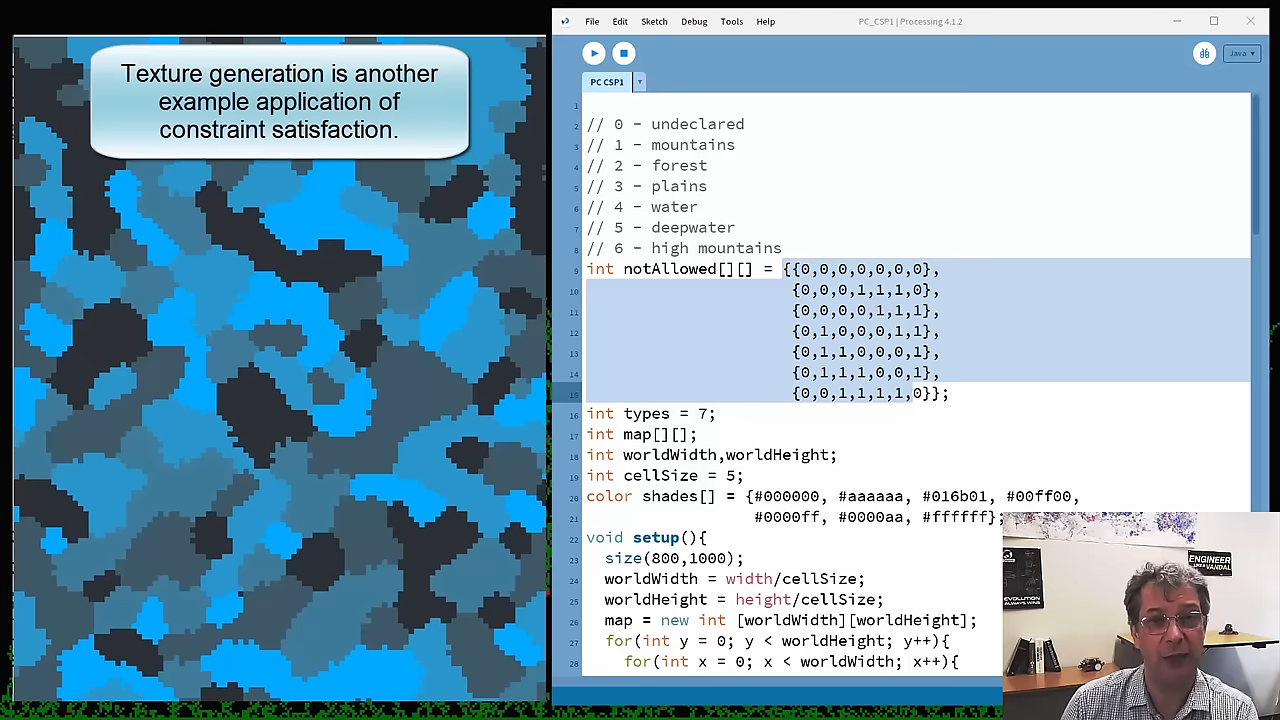 Texture generation is another
example application of
constraint satisfaction.
File Edit Sketch Debug Tools Help
PC_CSP1 | Processing 4.1.2
Java ▾
PC CSP1 ▾
1
2 // 0 - undeclared
3 // 1 - mountains
4 // 2 - forest
5 // 3 - plains
6 // 4 - water
7 // 5 - deepwater
8 // 6 - high mountains
9 int notAllowed[][] = {{0,0,0,0,0,0,0},
10 {0,0,0,1,1,1,0},
11 {0,0,0,0,1,1,1},
12 {0,1,0,0,0,1,1},
13 {0,1,1,0,0,0,1},
14 {0,1,1,1,0,0,1},
15 {0,0,1,1,1,1,0}};
16 int types = 7;
17 int map[][];
18 int worldWidth,worldHeight;
19 int cellSize = 5;
20 color shades[] = {#000000, #aaaaaa, #016b01, #00ff00,
21 #0000ff, #0000aa, #ffffff};
22 void setup(){
23 size(800,1000);
24 worldWidth = width/cellSize;
25 worldHeight = height/cellSize;
26 map = new int [worldWidth][worldHeight];
27 for(int y = 0; y < worldHeight; y++){
28 for(int x = 0; x < worldWidth; x++){
ENGINEER
LIKE A VANDAL
EVOLUTION
ALWAYS WINS